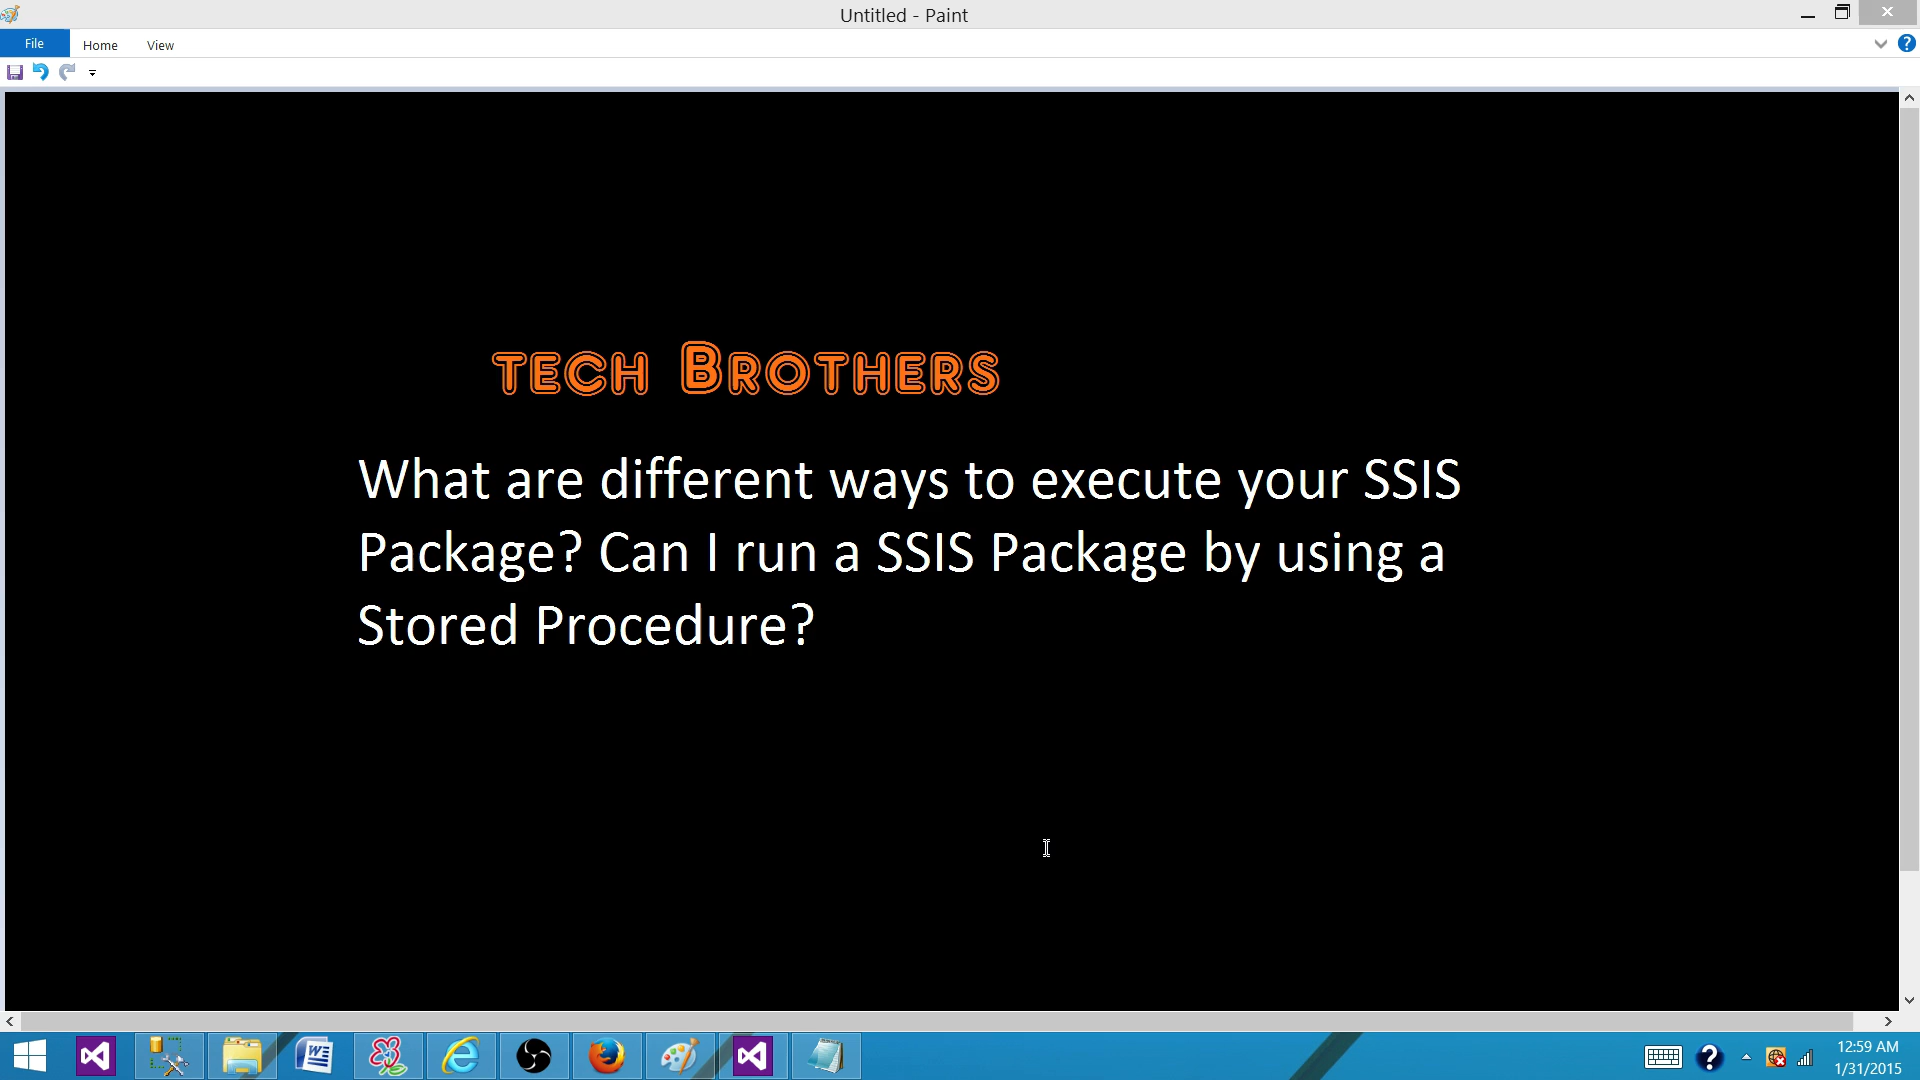 Untitled - Paint
File
Home
View
TECH BROTHERS
What are different ways to execute your SSIS
Package? Can I run a SSIS Package by using a
Stored Procedure?
12:59 AM
1/31/2015